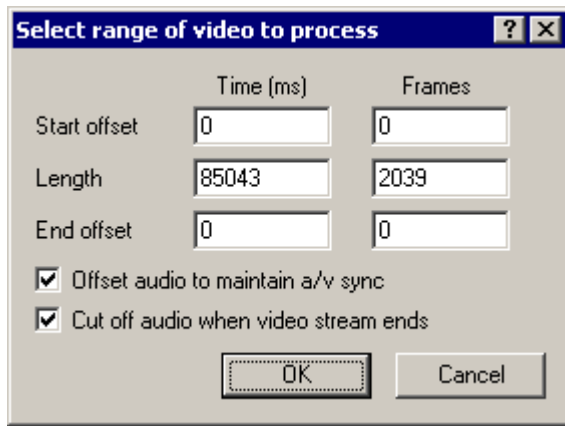 Select range of video to process
Time (ms) Frames
Start offset 0 0
Length 85043 2039
End offset 0 0
Offset audio to maintain a/v sync
Cut off audio when video stream ends
OK Cancel